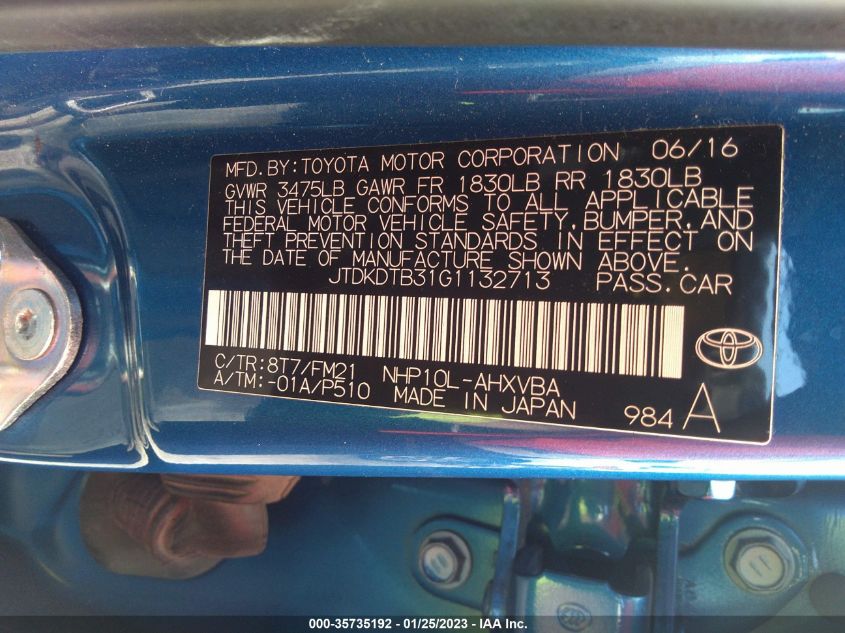 MFD.BY:TOYOTA MOTOR CORPORATION 06/16
GVWR 3475LB GAWR FR 1830LB RR 1830LB
THIS VEHICLE CONFORMS TO ALL APPLICABLE
FEDERAL MOTOR VEHICLE SAFETY,BUMPER,AND
THEFT PREVENTION STANDARDS IN EFFECT ON
THE DATE OF MANUFACTURE SHOWN ABOVE.
JTDKDTB31G1132713 PASS.CAR
C/TR:8T7/FM21 NHP10L-AHXVBA
A/TM:-01A/P510 MADE IN JAPAN
984 A
000-35735192 - 01/25/2023 - IAA Inc.